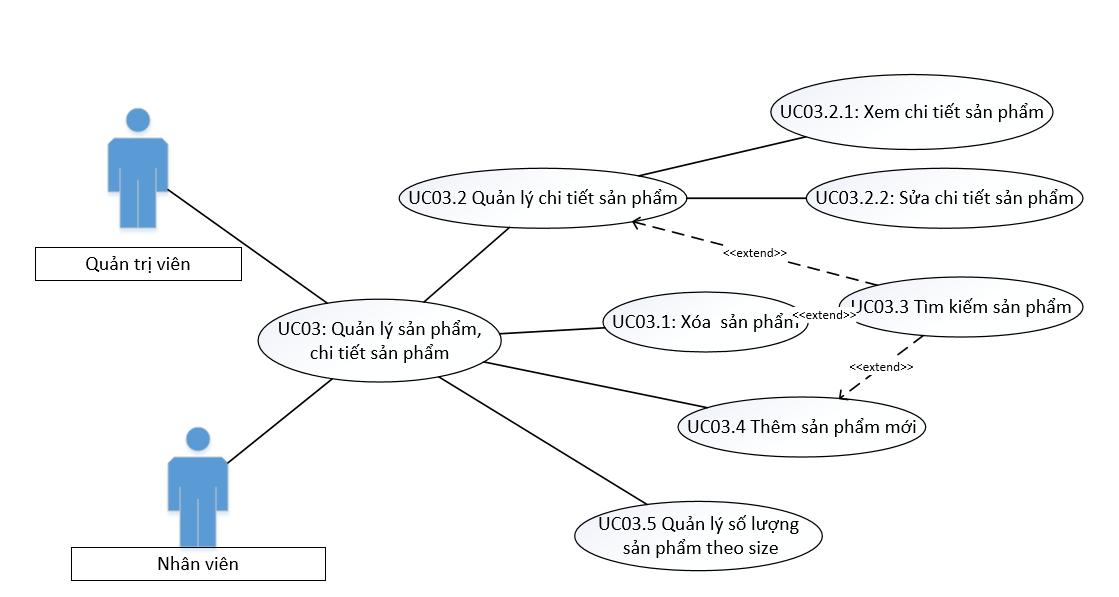 UC03.2.1: Xem chi tiết sản phẩm
UC03.2 Quản lý chi tiết sản phẩm
UC03.2.2: Sửa chi tiết sản phẩm
<<extend>>
Quản trị viên
UC03.3 Tìm kiếm sản phẩm
<<extend>>
UC03.1: Xóa  sản phẩm
UC03: Quản lý sản phẩm,
chi tiết sản phẩm
<<extend>>
UC03.4 Thêm sản phẩm mới
UC03.5 Quản lý số lượng
sản phẩm theo size
Nhân viên